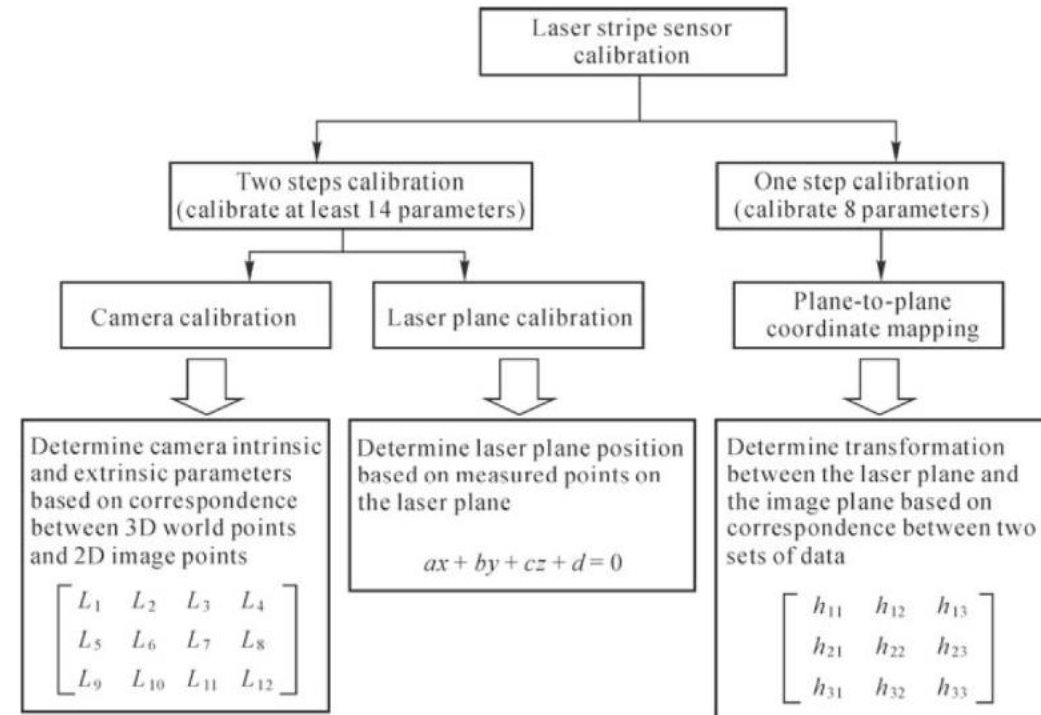 Laser stripe sensor
calibration
Two steps calibration
(calibrate at least 14 parameters)
One step calibration
(calibrate 8 parameters)
Camera calibration
Laser plane calibration
Plane-to-plane
coordinate mapping
Determine camera intrinsic
and extrinsic parameters
based on correspondence
between 3D world points
and 2D image points
L₁ L₂ L₃ L₄
L₅ L₆ L₇ L₈
L₉ L₁₀ L₁₁ L₁₂
Determine laser plane position
based on measured points on
the laser plane
ax + by + cz + d = 0
Determine transformation
between the laser plane and
the image plane based on
correspondence between two
sets of data
h₁₁ h₁₂ h₁₃
h₂₁ h₂₂ h₂₃
h₃₁ h₃₂ h₃₃